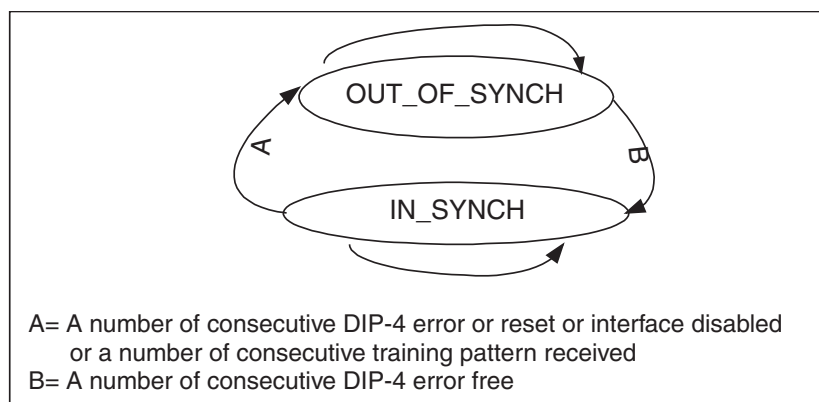 OUT_OF_SYNCH
A
B
IN_SYNCH
A= A number of consecutive DIP-4 error or reset or interface disabled
or a number of consecutive training pattern received
B= A number of consecutive DIP-4 error free